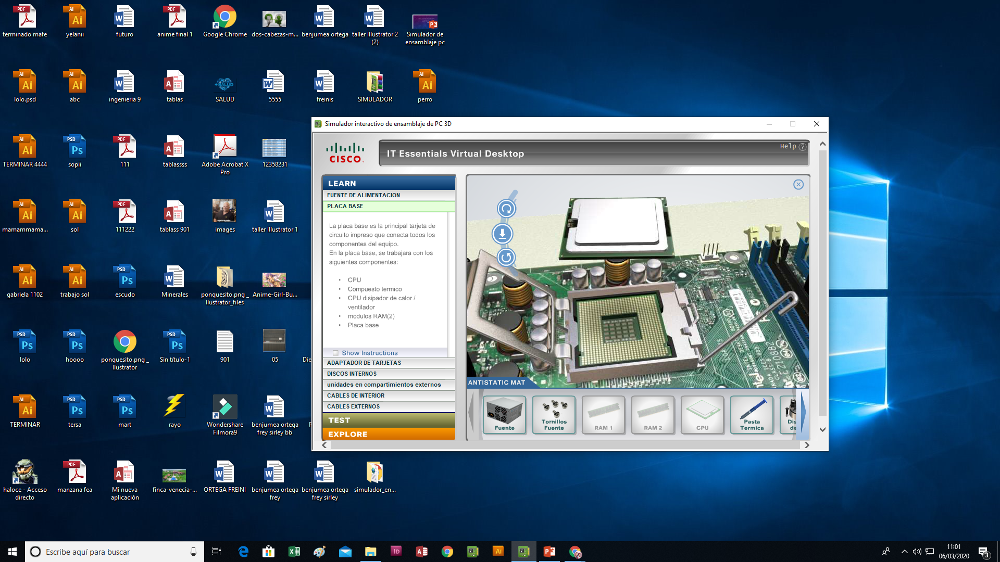 terminado mafe
yelanii
futuro
anime final 1
Google Chrome
dos-cabezas-m...
benjumea ortega
taller Illustrator 2
(2)
Simulador de
ensamblaje pc
lolo.psd
abc
ingenieria 9
tablas
SALUD
5555
freinis
SIMULADOR
perro
TERMINAR 4444
sopii
111
tablassss
Adobe Acrobat X
Pro
12358231
mamammama...
sol
111222
tablass 901
images
taller Illustrator 1
gabriela 1102
trabajo sol
escudo
Minerales
ponquesito.png _
Ilustrator_files
Anime-Girl-Bu...
lolo
hoooo
ponquesito.png _
Ilustrator
Sin título-1
901
05
Die
TERMINAR
tersa
mart
rayo
Wondershare
Filmora9
benjumea ortega
frey sirley bb
P
haloce - Acceso
directo
manzana fea
Mi nueva
aplicación
finca-venecia-...
ORTEGA FREINI
benjumea ortega
frey
benjumea ortega
frey sirley
simulador_en...
Simulador interactivo de ensamblaje de PC 3D
CISCO
IT Essentials Virtual Desktop
Help ?
LEARN
FUENTE DE ALIMENTACION
PLACA BASE
La placa base es la principal tarjeta de
circuito impreso que conecta todos los
componentes del equipo.
En la placa base, se trabajara con los
siguientes componentes:
• CPU
• Compuesto termico
• CPU disipador de calor /
ventilador
• modulos RAM(2)
• Placa base
Show Instructions
ADAPTADOR DE TARJETAS
DISCOS INTERNOS
unidades en compartimientos externos
CABLES DE INTERIOR
CABLES EXTERNOS
TEST
EXPLORE
E210882
ANTISTATIC MAT
Fuente
Tornillos
Fuente
RAM 1
RAM 2
CPU
Pasta
Termica
Dis
de
Escribe aquí para buscar
11:01
06/03/2020
3